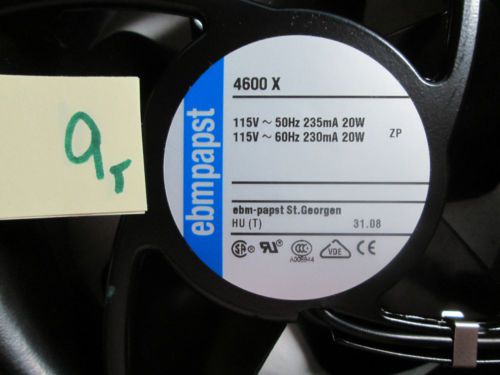 9r
ebmpapst
4600 X
115V ~ 50Hz 235mA 20W
115V ~ 60Hz 230mA 20W
ZP
ebm-papst St.Georgen
HU (T) 31.08
A006944
VDE
CE